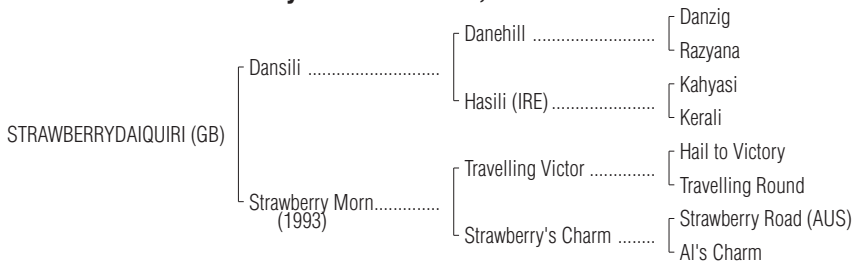 STRAWBERRYDAIQUIRI (GB)
Dansili ............................
Strawberry Morn..............
(1993)
Danehill ..........................
Hasili (IRE) ......................
Travelling Victor ..............
Strawberry's Charm ........
Danzig
Razyana
Kahyasi
Kerali
Hail to Victory
Travelling Round
Strawberry Road (AUS)
Al's Charm